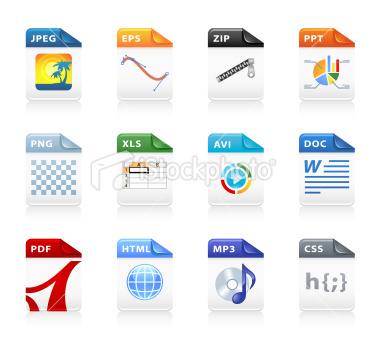 JPEG EPS ZIP PPT
PNG XLS AVI DOC
iStockphoto
W
PDF HTML MP3 CSS
h{;}